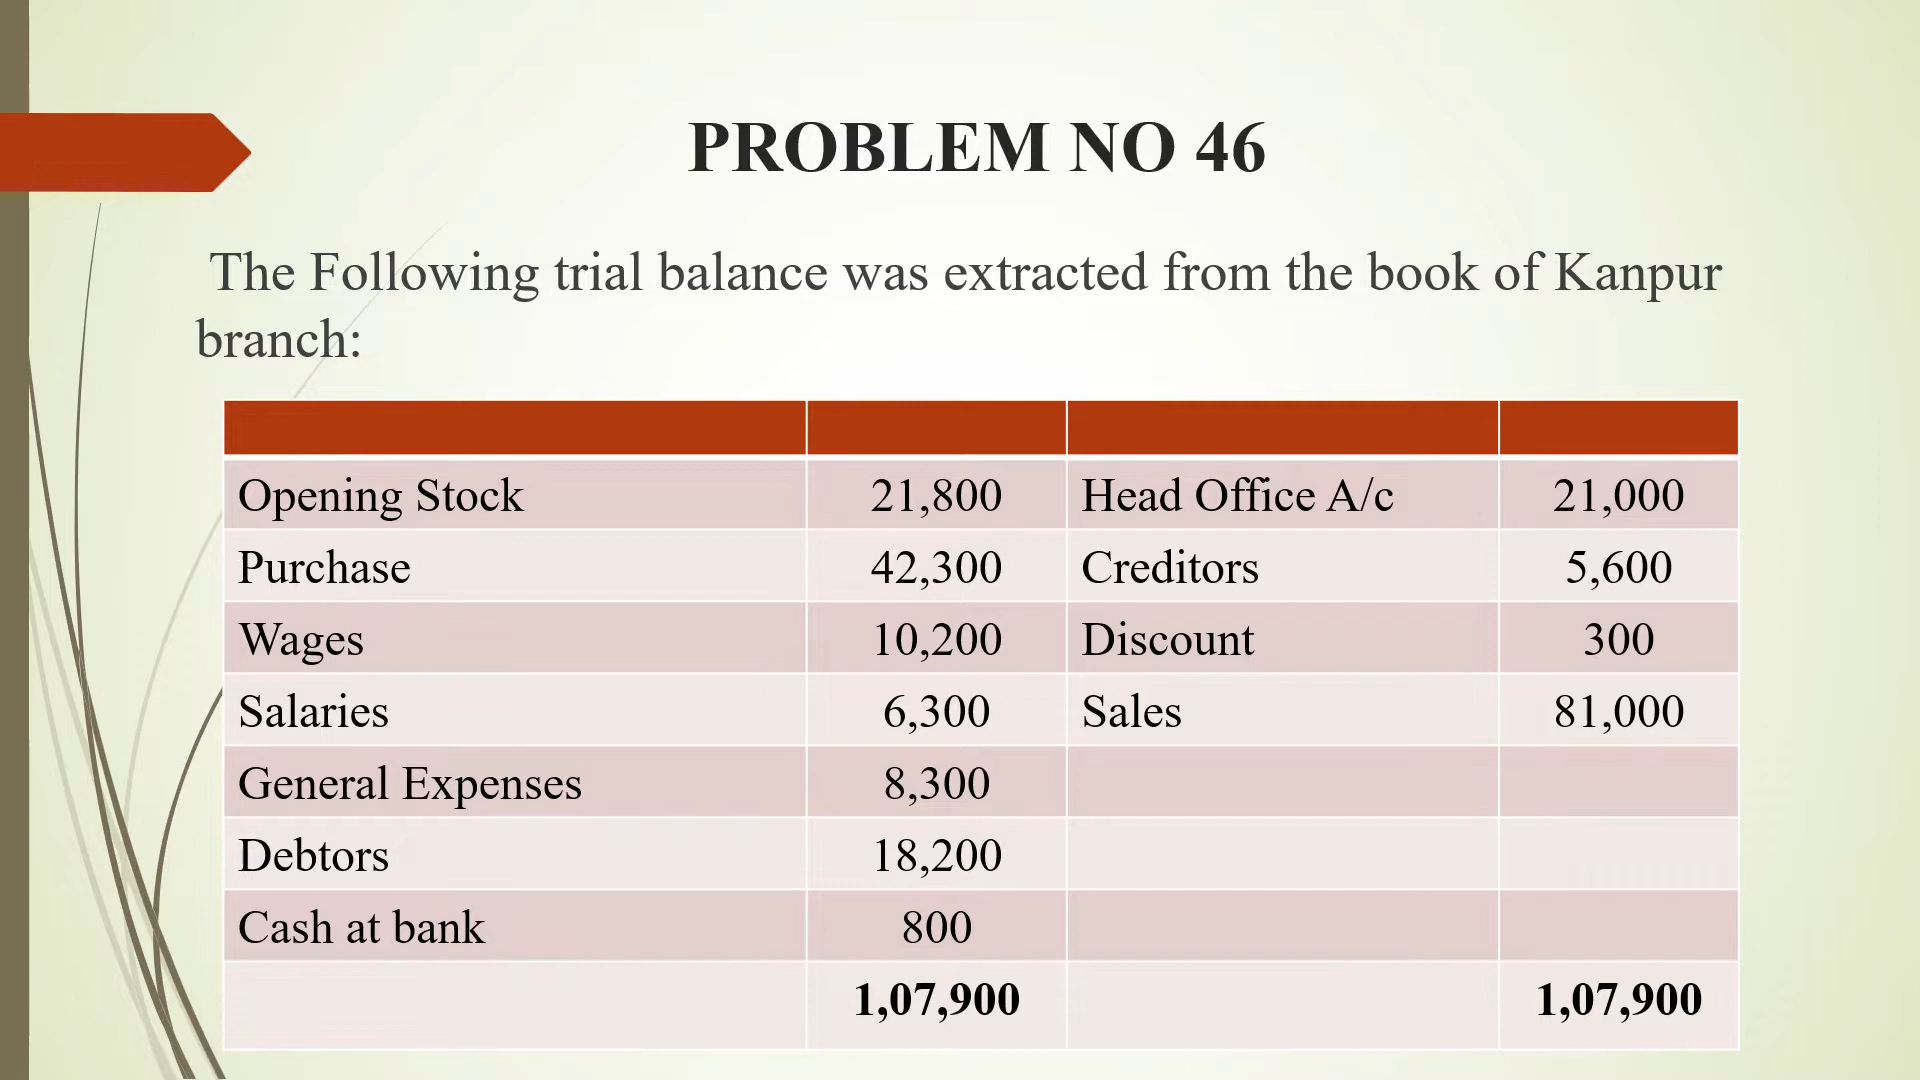 PROBLEM NO 46
The Following trial balance was extracted from the book of Kanpur
branch:
Opening Stock 21,800 Head Office A/c 21,000
Purchase 42,300 Creditors 5,600
Wages 10,200 Discount 300
Salaries 6,300 Sales 81,000
General Expenses 8,300
Debtors 18,200
Cash at bank 800
1,07,900 1,07,900